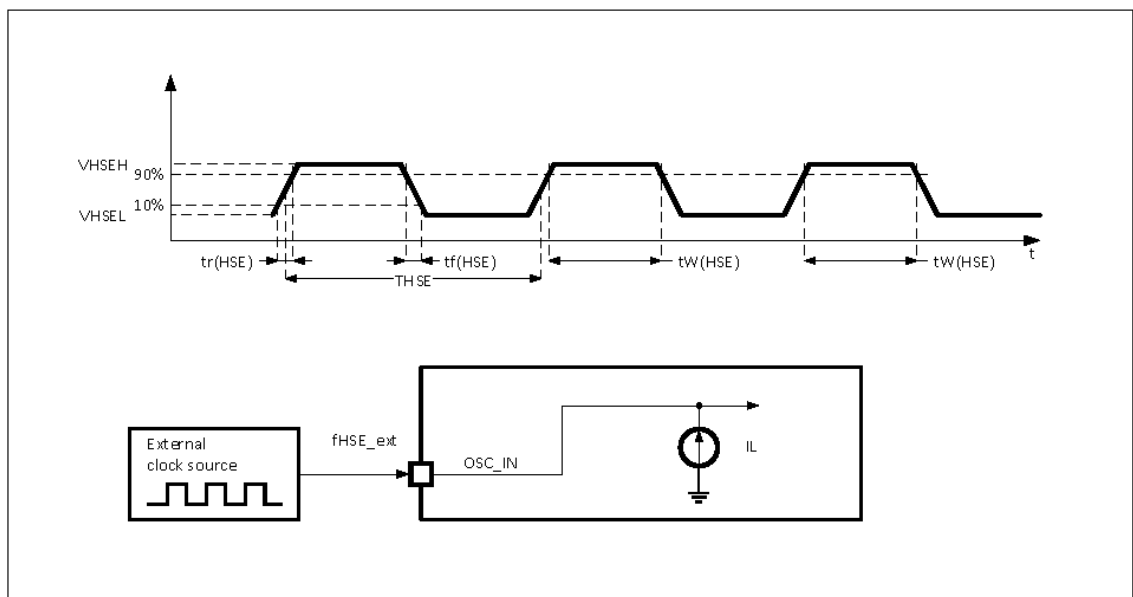 VHSEH
90%
10%
VHSEL
tr(HSE)
tf(HSE)
tW(HSE)
tW(HSE)
t
THSE
External
clock source
fHSE_ext
OSC_IN
IL